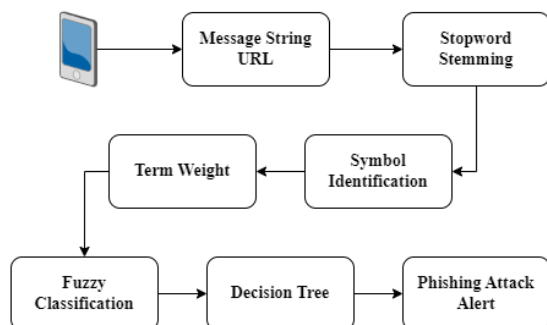 Message String
URL
Stopword
Stemming
Symbol
Identification
Term Weight
Fuzzy
Classification
Decision Tree
Phishing Attack
Alert